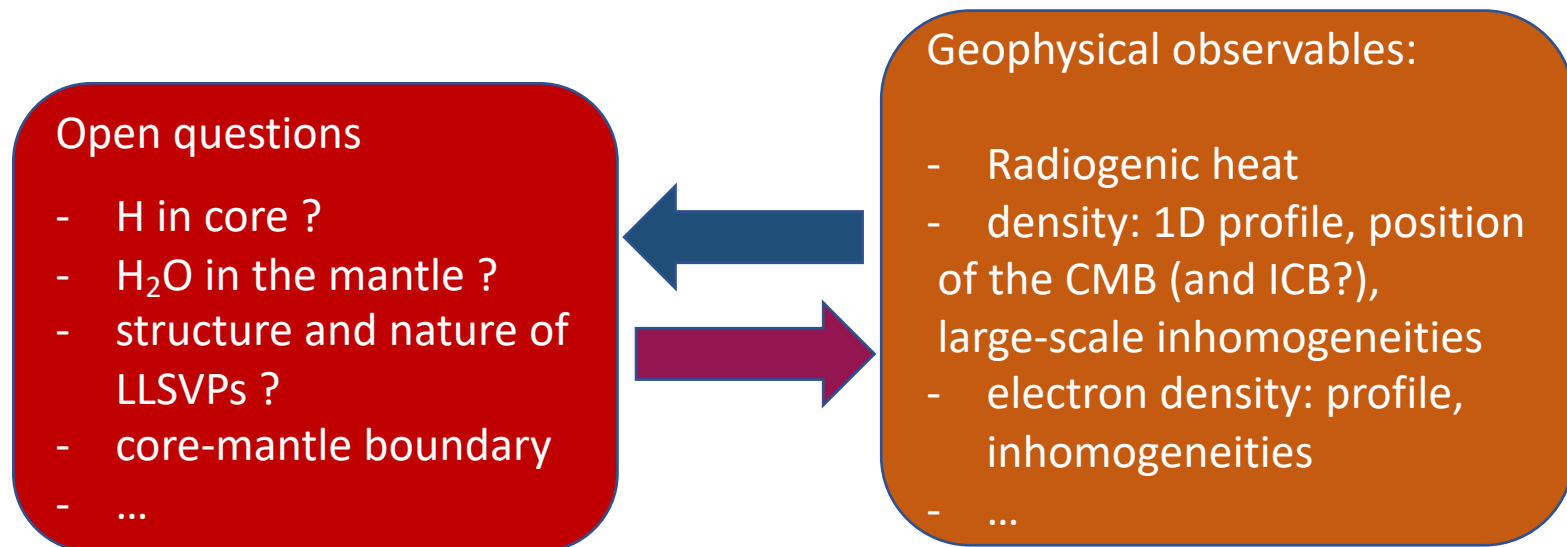 Open questions
- H in core ?
- H₂O in the mantle ?
- structure and nature of
LLSVPs ?
- core-mantle boundary
- ...
Geophysical observables:
- Radiogenic heat
- density: 1D profile, position
of the CMB (and ICB?),
large-scale inhomogeneities
- electron density: profile,
inhomogeneities
- ...